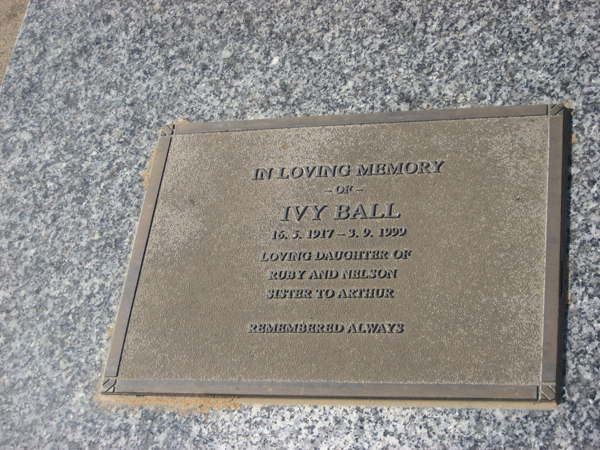 IN LOVING MEMORY
- OF -
IVY BALL
16. 5. 1917 - 3. 9. 1999
LOVING DAUGHTER OF
RUBY AND NELSON
SISTER TO ARTHUR
REMEMBERED ALWAYS